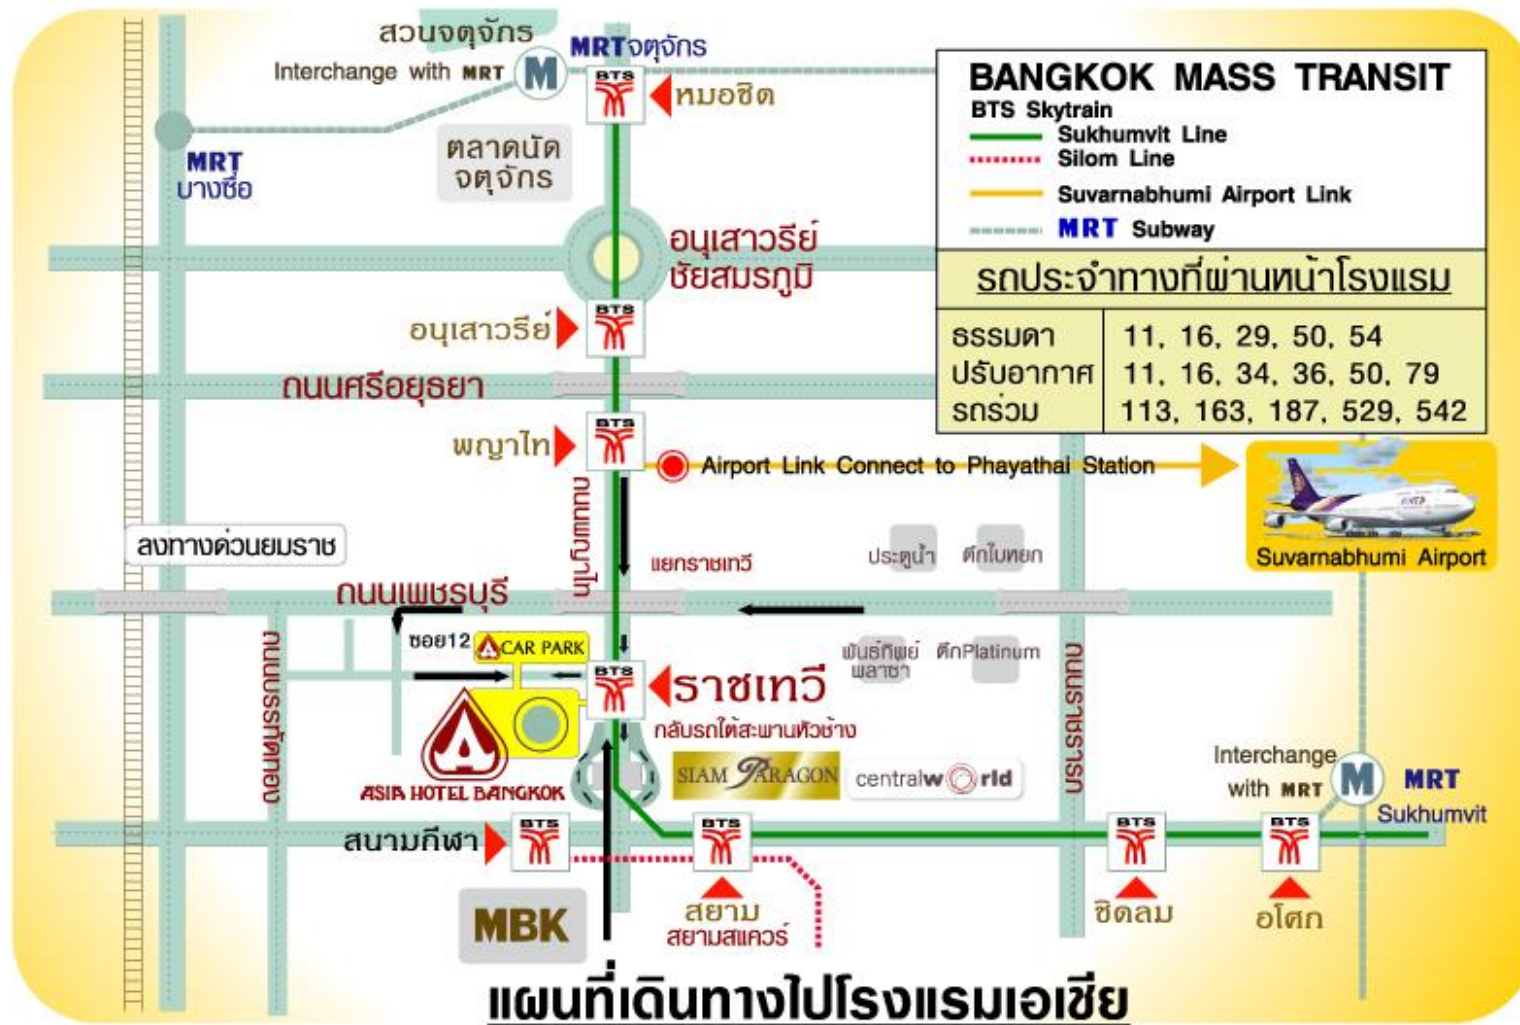 สวนจตุจักร
Interchange with MRT
M
MRTจตุจักร
BTS
หมอชิต
ตลาดนัด
จตุจักร
MRT
บางซื่อ
BANGKOK MASS TRANSIT
BTS Skytrain
Sukhumvit Line
Silom Line
Suvarnabhumi Airport Link
MRT Subway
รถประจำทางที่ผ่านหน้าโรงแรม
ธรรมดา 11, 16, 29, 50, 54
ปรับอากาศ 11, 16, 34, 36, 50, 79
รถร่วม 113, 163, 187, 529, 542
อนุเสาวรีย์
ชัยสมรภูมิ
อนุเสาวรีย์
BTS
ถนนศรีอยุธยา
พญาไท
BTS
Airport Link Connect to Phayathai Station
Suvarnabhumi Airport
ถนนพญาไท
ลงทางด่วนยมราช
แยกราชเทวี
ประตูน้ำ
ตึกใบหยก
ถนนเพชรบุรี
ซอย12
CAR PARK
ถนนบรรทัดทอง
BTS
ราชเทวี
กลับรถใต้สะพานหัวช้าง
พันธ์ทิพย์
พลาซา
ตึกPlatinum
ถนนราชดำริ
ASIA HOTEL BANGKOK
SIAM PARAGON
centralworld
Interchange
with MRT
M
MRT
Sukhumvit
สนามกีฬา
BTS
BTS
BTS
BTS
MBK
สยาม
สยามสแควร์
ชิดลม
อโศก
แผนที่เดินทางไปโรงแรมเอเชีย